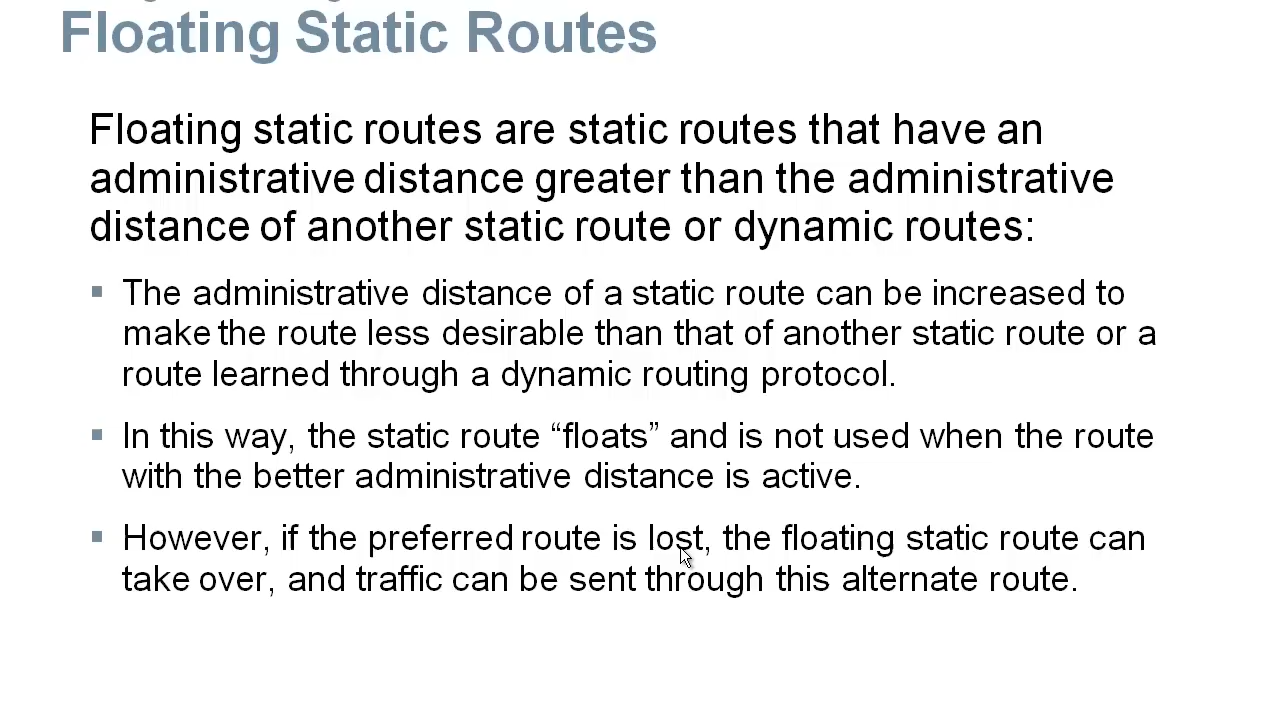 Floating Static Routes
Floating static routes are static routes that have an
administrative distance greater than the administrative
distance of another static route or dynamic routes:
The administrative distance of a static route can be increased to
make the route less desirable than that of another static route or a
route learned through a dynamic routing protocol.
In this way, the static route “floats” and is not used when the route
with the better administrative distance is active.
However, if the preferred route is lost, the floating static route can
take over, and traffic can be sent through this alternate route.